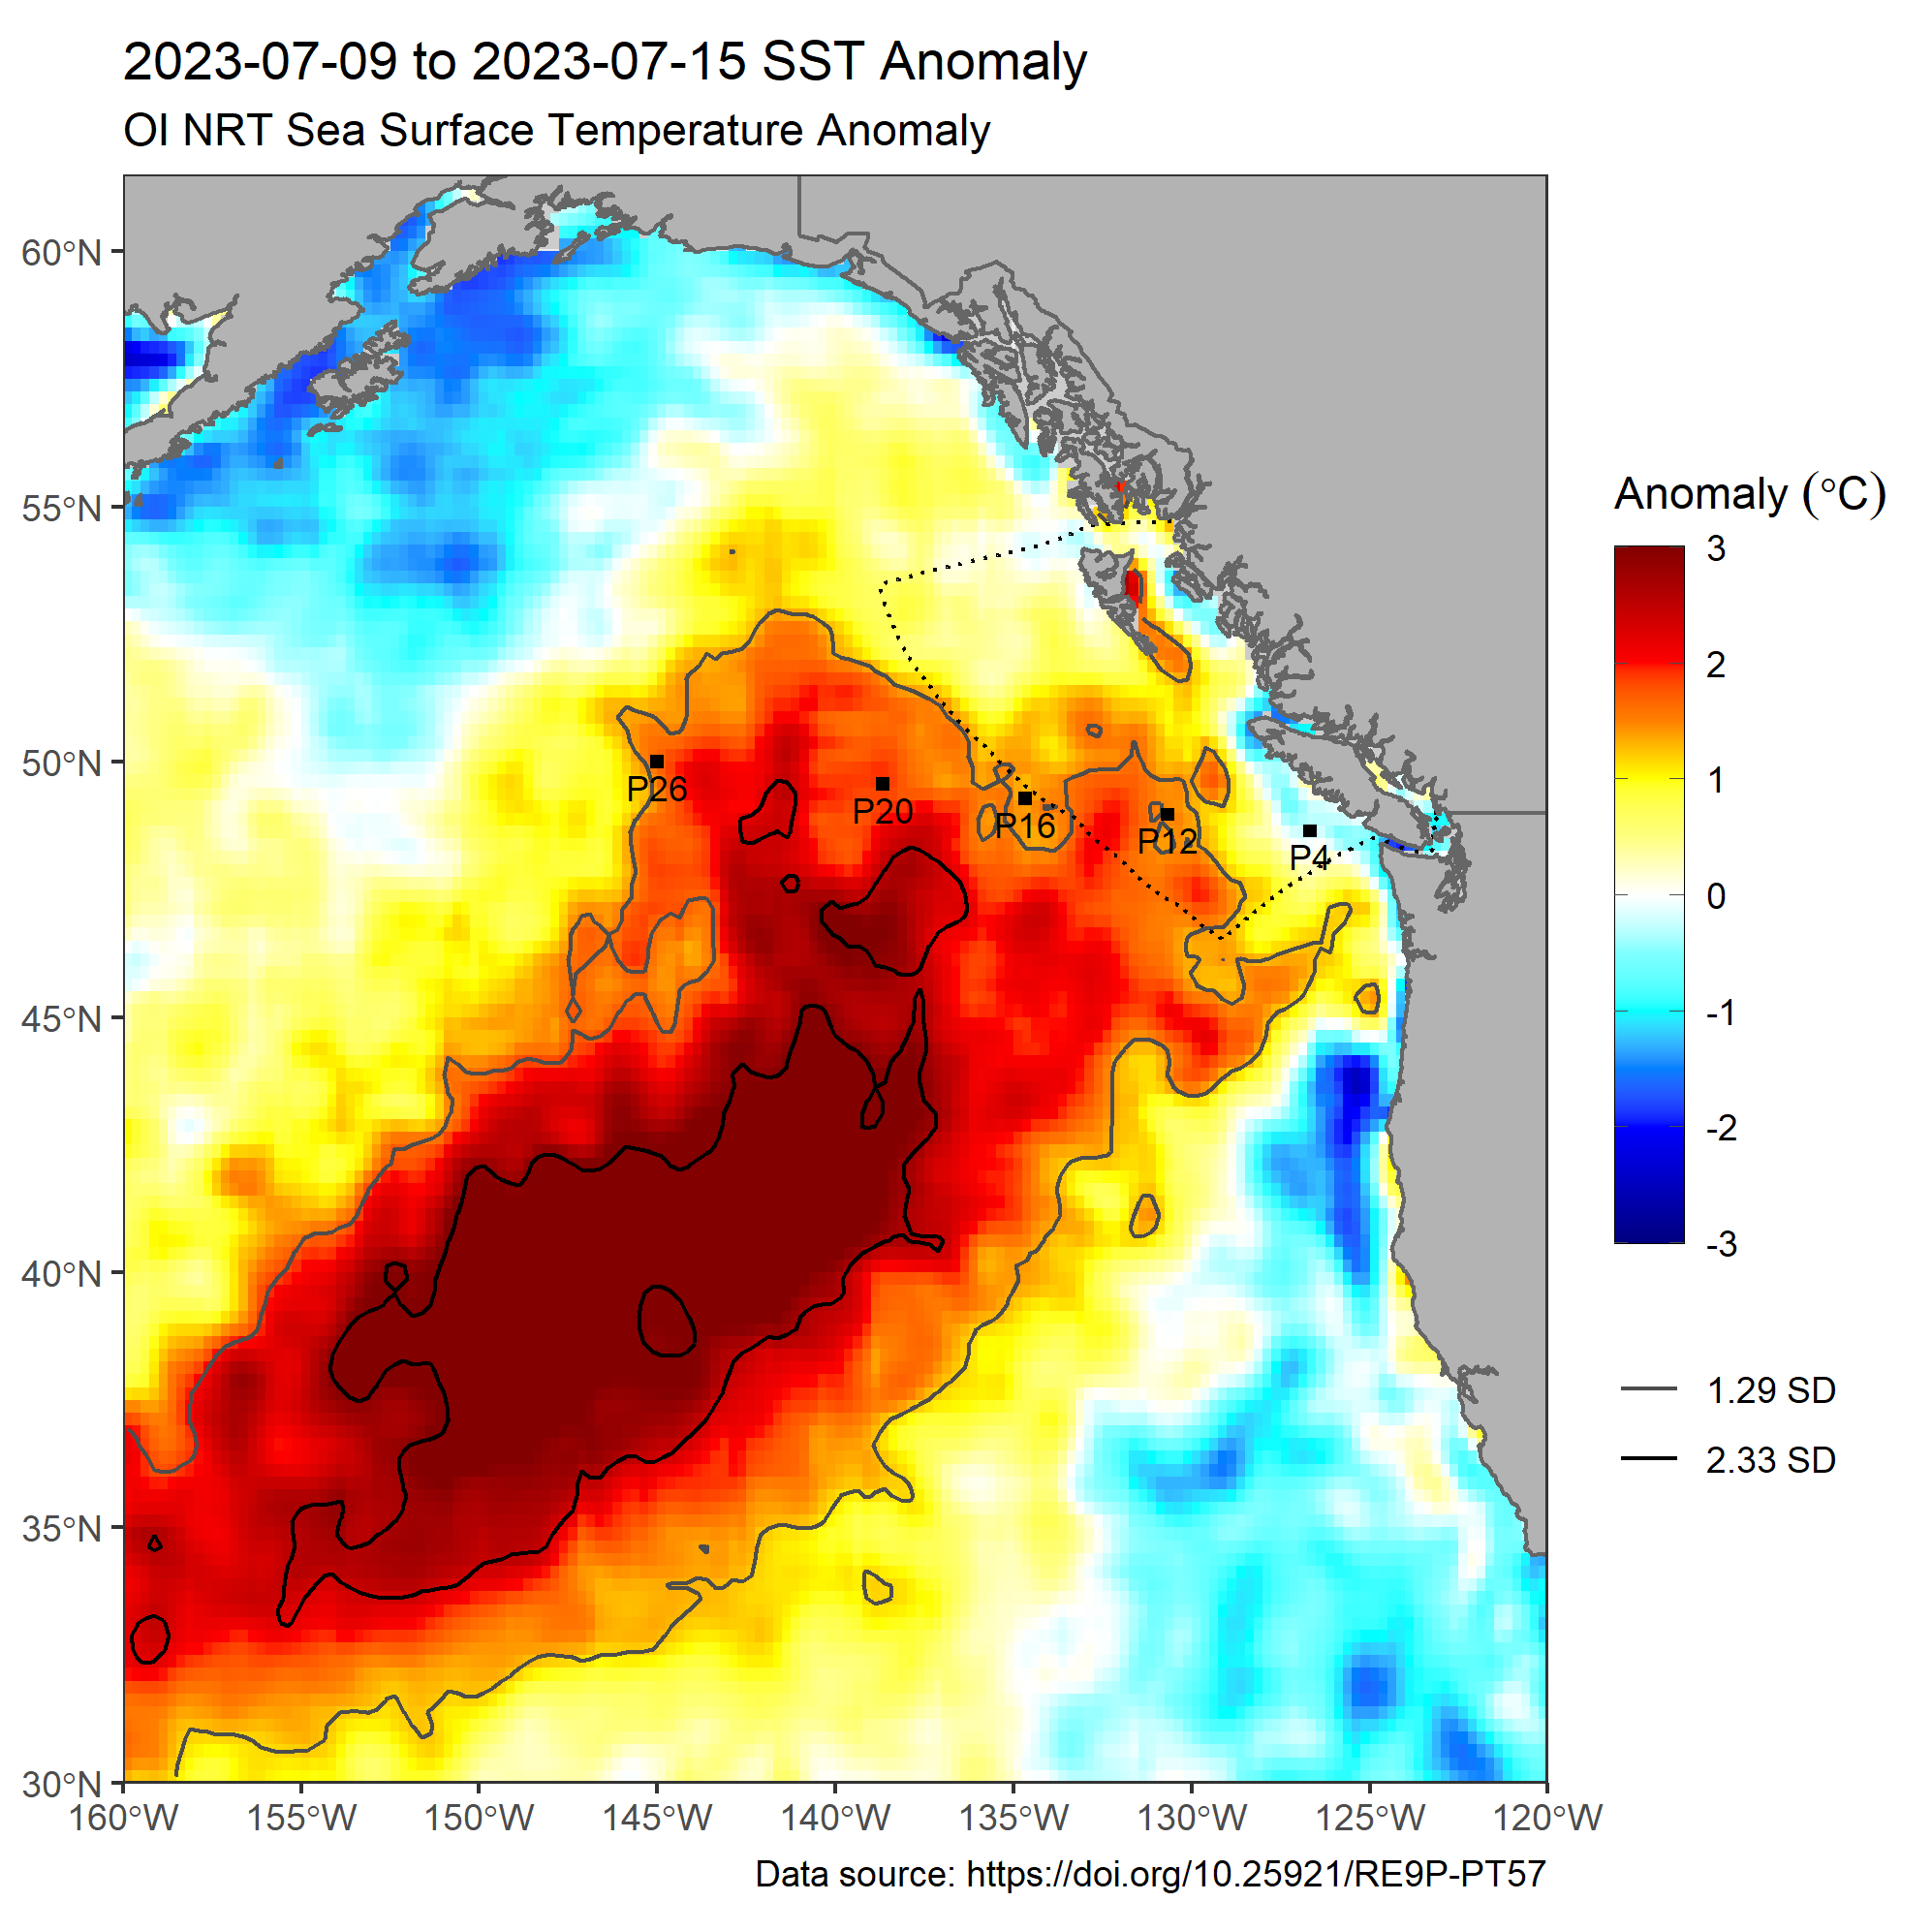 2023-07-09 to 2023-07-15 SST Anomaly
OI NRT Sea Surface Temperature Anomaly
60°N
55°N
50°N
45°N
40°N
35°N
30°N
P26
P20
P16
P12
P4
160°W 155°W 150°W 145°W 140°W 135°W 130°W 125°W 120°W
Anomaly (°C)
3
2
1
0
-1
-2
-3
1.29 SD
2.33 SD
Data source: https://doi.org/10.25921/RE9P-PT57